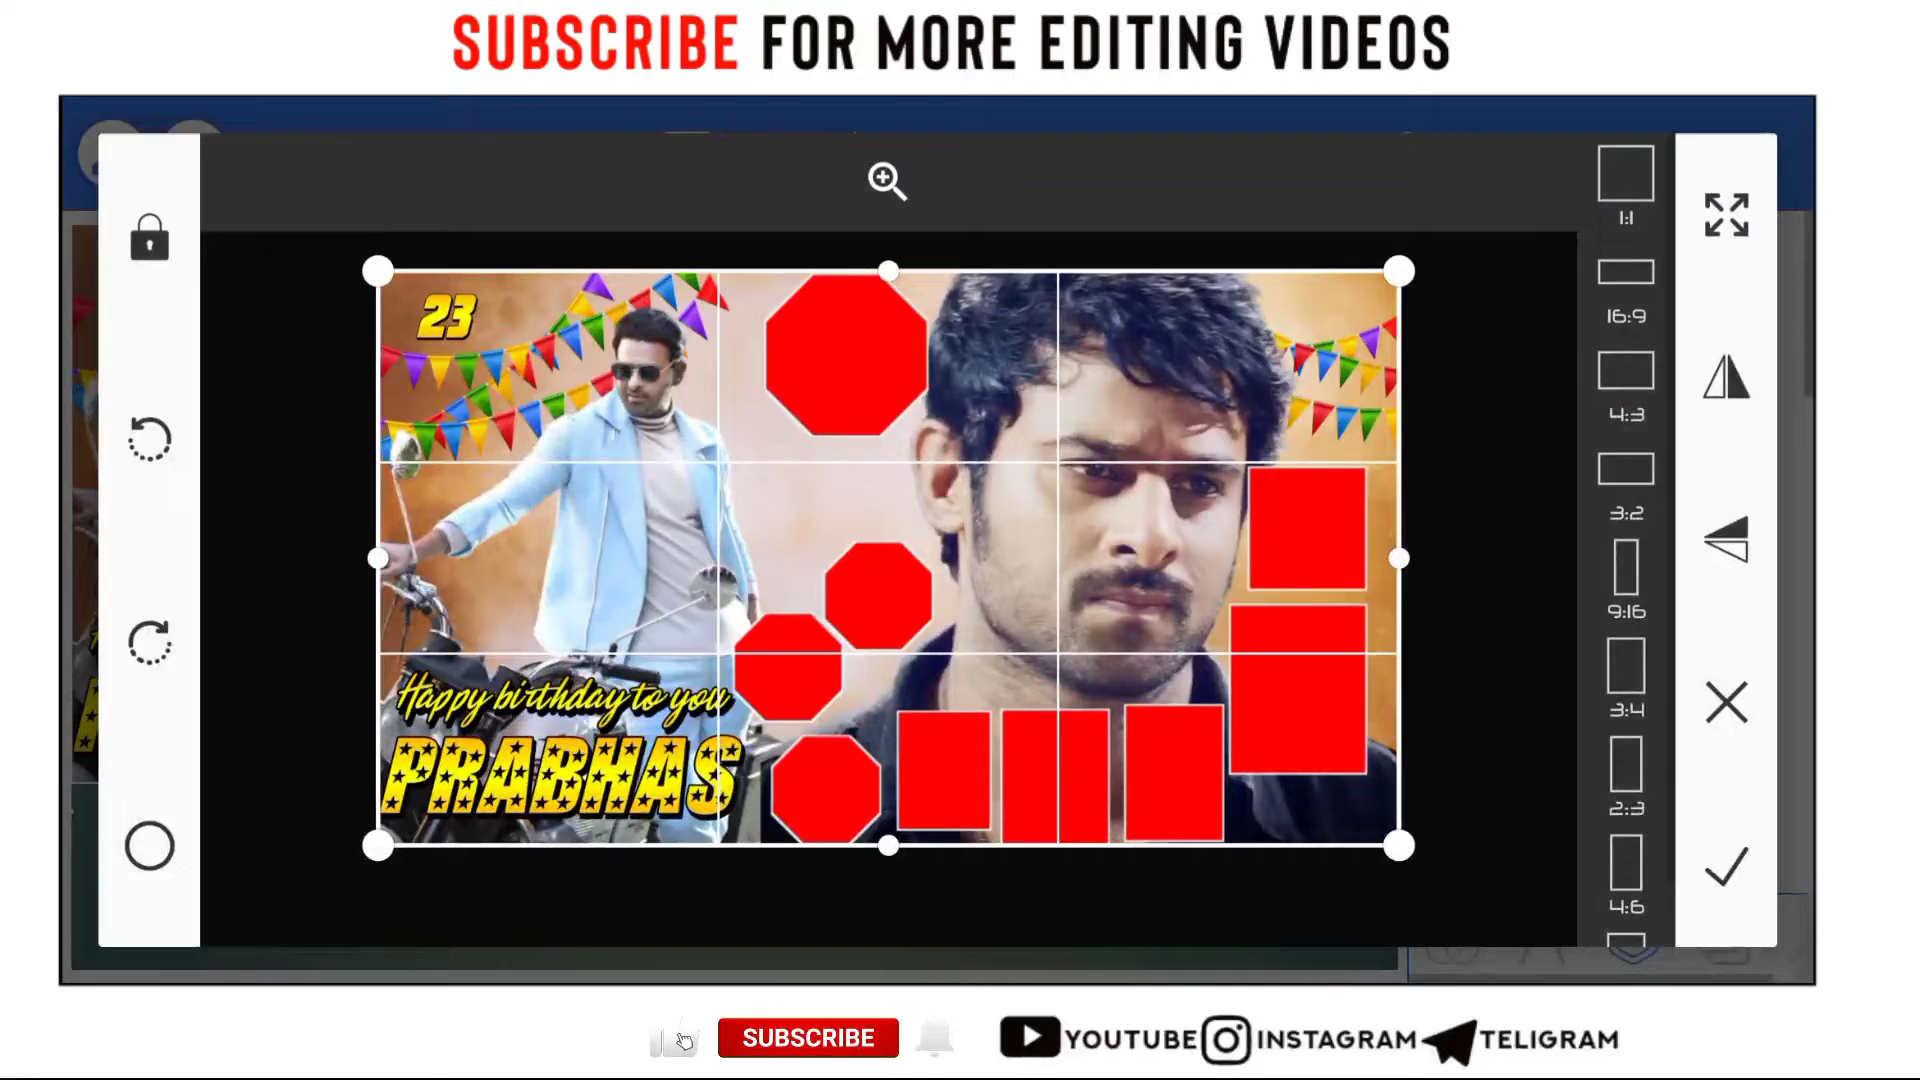 SUBSCRIBE FOR MORE EDITING VIDEOS
1:1
16:9
4:3
3:2
9:16
3:4
2:3
4:6
23
Happy birthday to you
PRABHAS
SUBSCRIBE
YOUTUBE INSTAGRAM TELIGRAM